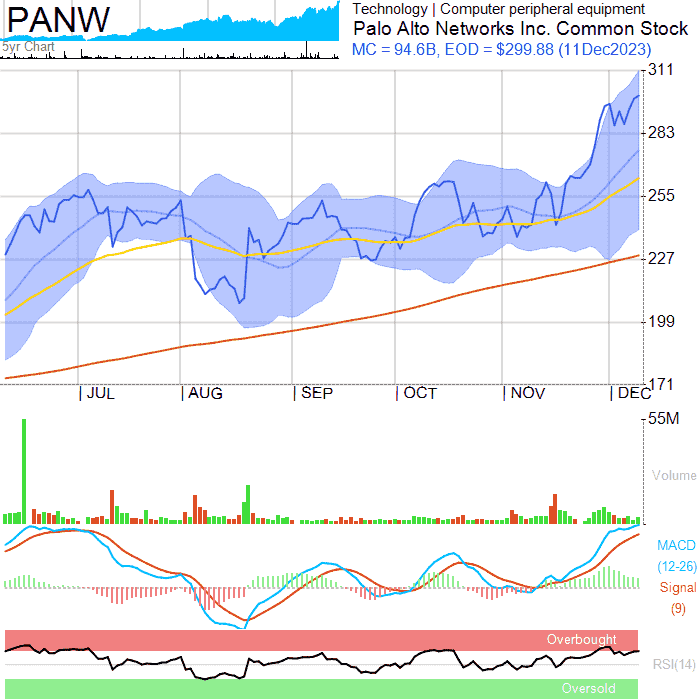 PANW
Technology | Computer peripheral equipment
Palo Alto Networks Inc. Common Stock
MC = 94.6B, EOD = $299.88 (11Dec2023)
5yr Chart
311
283
255
227
199
171
| JUL | AUG | SEP | OCT | NOV | DEC
55M
Volume
MACD
(12-26)
Signal
(9)
Overbought
RSI(14)
Oversold